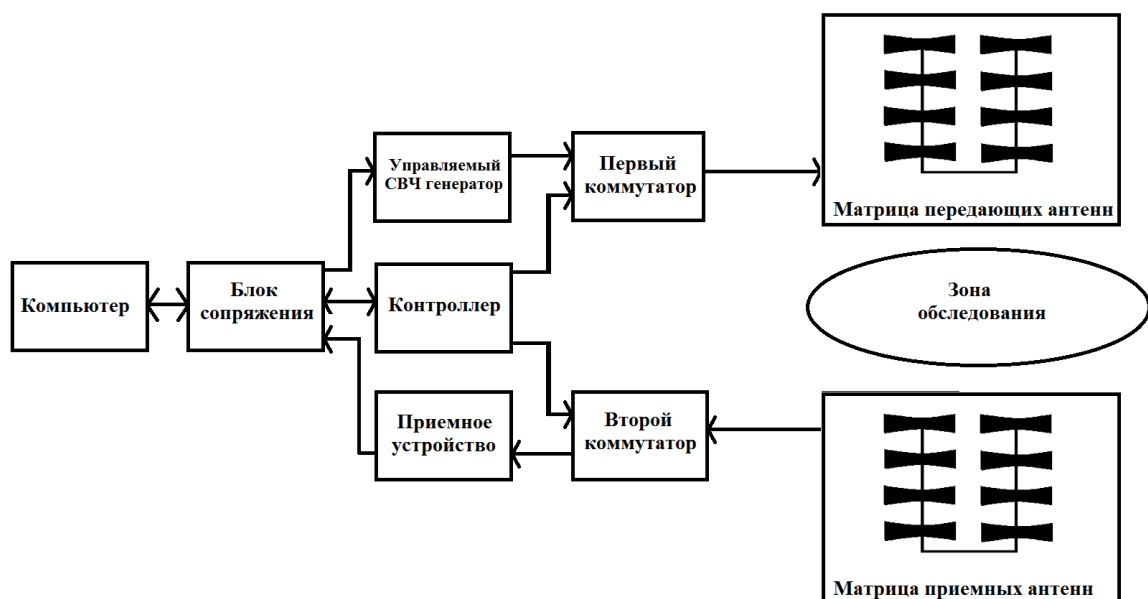 Управляемый
СВЧ генератор
Первый
коммутатор
Матрица передающих антенн
Компьютер
Блок
сопряжения
Контроллер
Зона
обследования
Приемное
устройство
Второй
коммутатор
Матрица приемных антенн